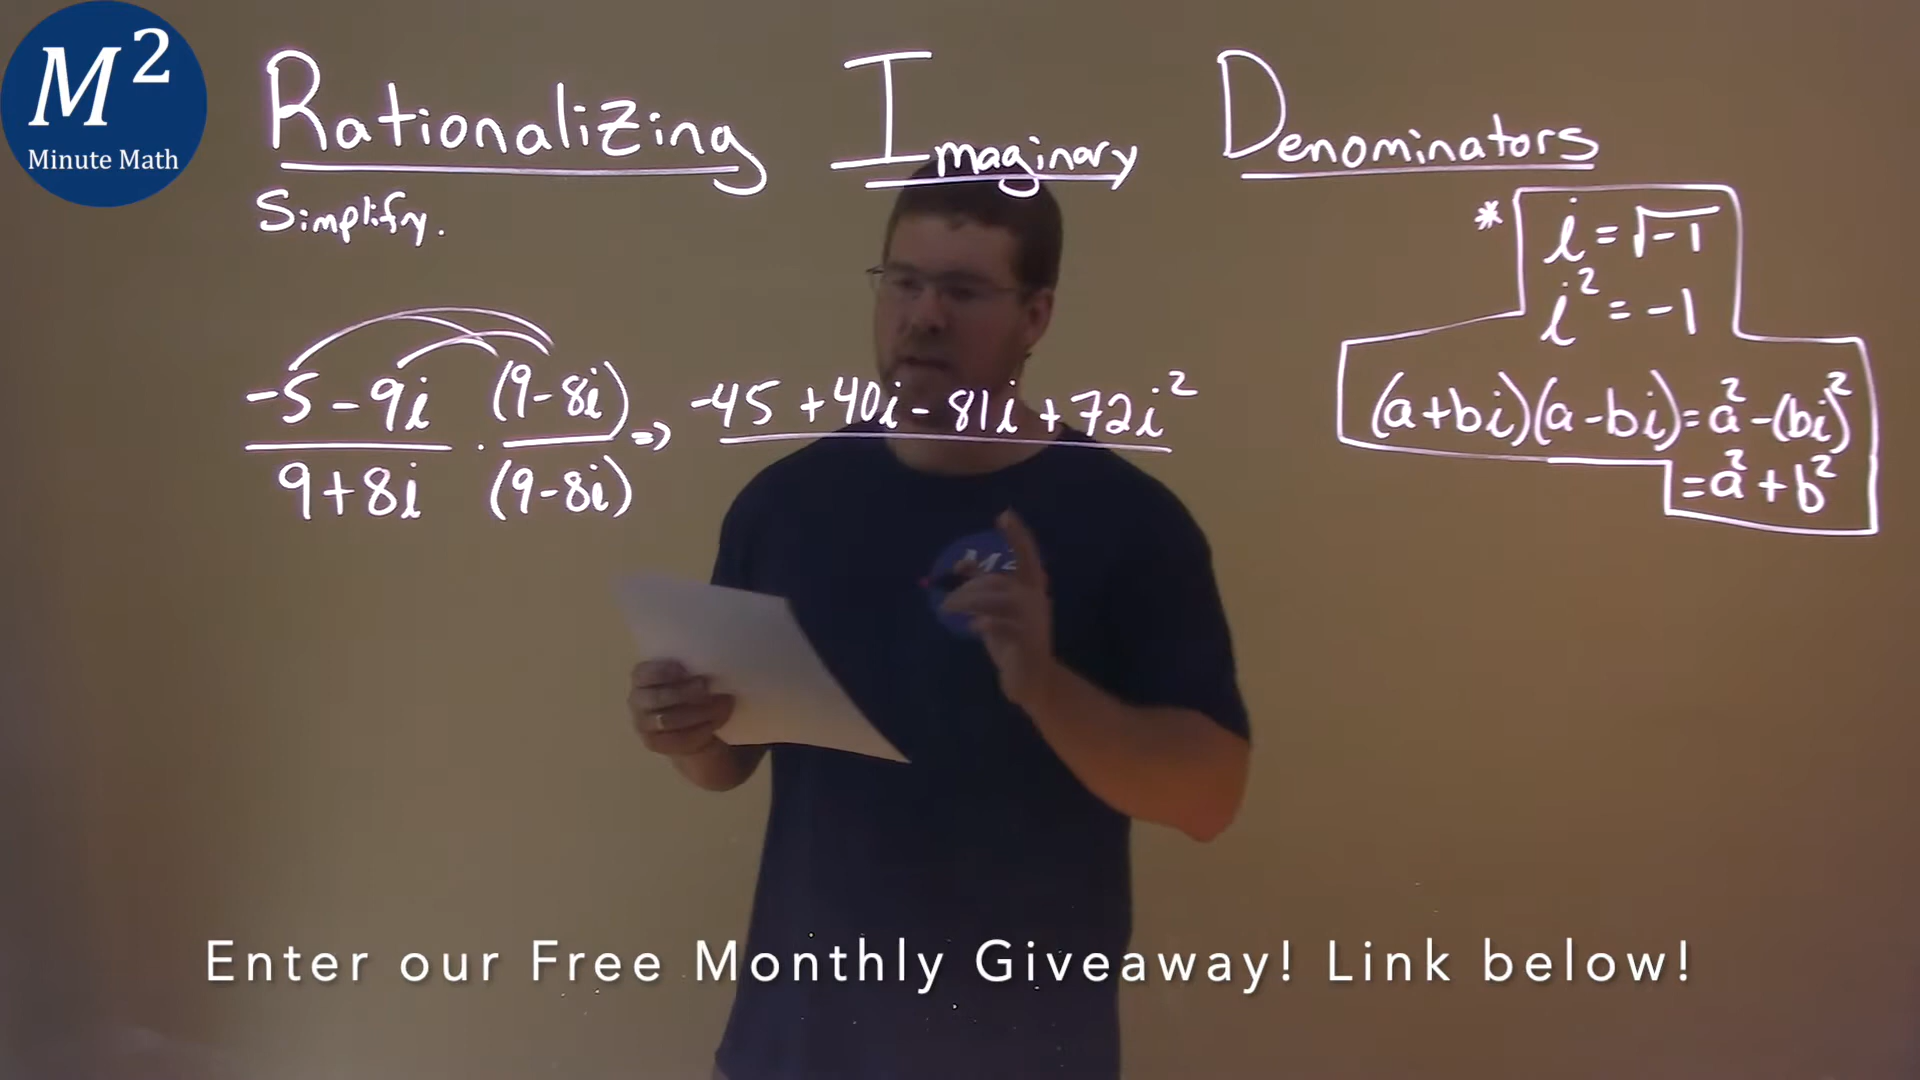 M²
Minute Math
Rationalizing Imaginary Denominators
Simplify.
* i = √-1
i² = -1
(a+bi)(a-bi) = a² - (bi)²
= a² + b²
-5 - 9i / 9 + 8i · (9-8i) / (9-8i) ⇒ -45 + 40i - 81i + 72i²
M²
Enter our Free Monthly Giveaway! Link below!